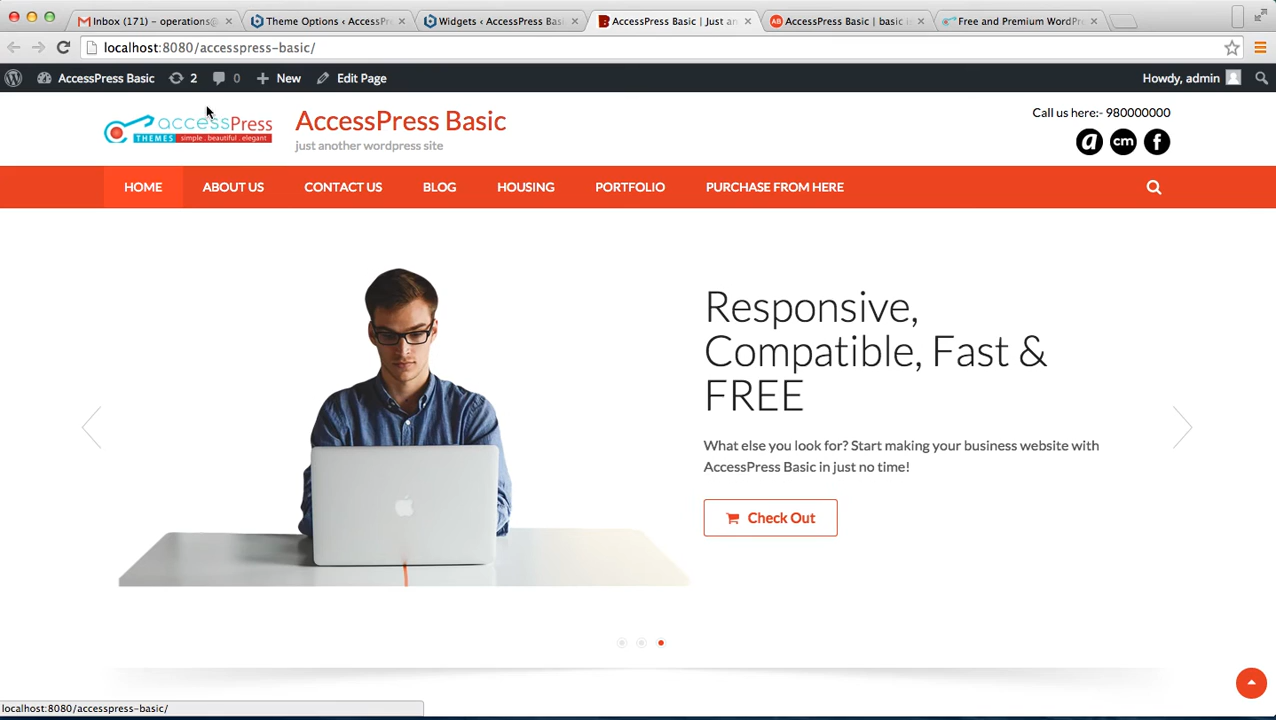 Inbox (171) – operations@
Theme Options ‹ AccessPr
Widgets ‹ AccessPress Bas
AccessPress Basic | Just an
AccessPress Basic | basic i
Free and Premium WordPr
localhost:8080/accesspress-basic/
AccessPress Basic 2 0 New Edit Page
Howdy, admin
accessPress
THEMES simple . beautiful . elegant
AccessPress Basic
just another wordpress site
Call us here:- 980000000
a cm f
HOME ABOUT US CONTACT US BLOG HOUSING PORTFOLIO PURCHASE FROM HERE
Responsive,
Compatible, Fast &
FREE
What else you look for? Start making your business website with
AccessPress Basic in just no time!
Check Out
localhost:8080/accesspress-basic/